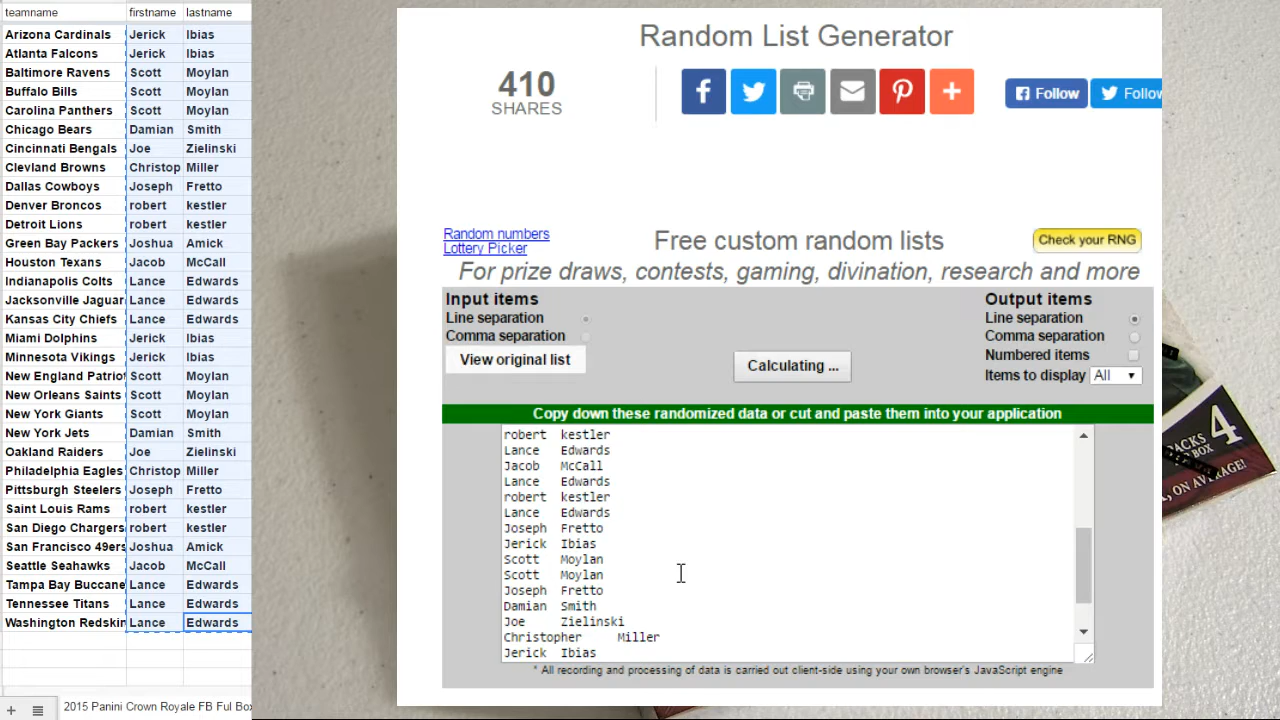 teamname firstname lastname
Arizona Cardinals Jerick Ibias
Atlanta Falcons Jerick Ibias
Baltimore Ravens Scott Moylan
Buffalo Bills Scott Moylan
Carolina Panthers Scott Moylan
Chicago Bears Damian Smith
Cincinnati Bengals Joe Zielinski
Clevland Browns Christop Miller
Dallas Cowboys Joseph Fretto
Denver Broncos robert kestler
Detroit Lions robert kestler
Green Bay Packers Joshua Amick
Houston Texans Jacob McCall
Indianapolis Colts Lance Edwards
Jacksonville Jaguar Lance Edwards
Kansas City Chiefs Lance Edwards
Miami Dolphins Jerick Ibias
Minnesota Vikings Jerick Ibias
New England Patriot Scott Moylan
New Orleans Saints Scott Moylan
New York Giants Scott Moylan
New York Jets Damian Smith
Oakland Raiders Joe Zielinski
Philadelphia Eagles Christop Miller
Pittsburgh Steelers Joseph Fretto
Saint Louis Rams robert kestler
San Diego Chargers robert kestler
San Francisco 49ers Joshua Amick
Seattle Seahawks Jacob McCall
Tampa Bay Buccane Lance Edwards
Tennessee Titans Lance Edwards
Washington Redskin Lance Edwards
2015 Panini Crown Royale FB Ful Box
Random List Generator
410
SHARES
Follow
Follow
Random numbers
Lottery Picker
Free custom random lists
Check your RNG
For prize draws, contests, gaming, divination, research and more
Input items
Line separation
Comma separation
View original list
Calculating ...
Output items
Line separation
Comma separation
Numbered items
Items to display All
Copy down these randomized data or cut and paste them into your application
robert kestler
Lance Edwards
Jacob McCall
Lance Edwards
robert kestler
Lance Edwards
Joseph Fretto
Jerick Ibias
Scott Moylan
Scott Moylan
Joseph Fretto
Damian Smith
Joe Zielinski
Christopher Miller
Jerick Ibias
* All recording and processing of data is carried out client-side using your own browser's JavaScript engine
4
PACKS
BOX
, ON AVERAGE!